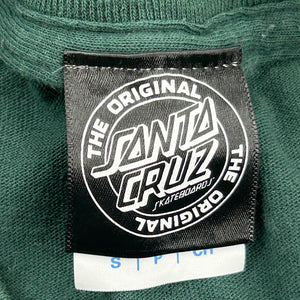 THE ORIGINAL
SANTA
CRUZ
SKATEBOARDS
THE ORIGINAL
S | P | CH